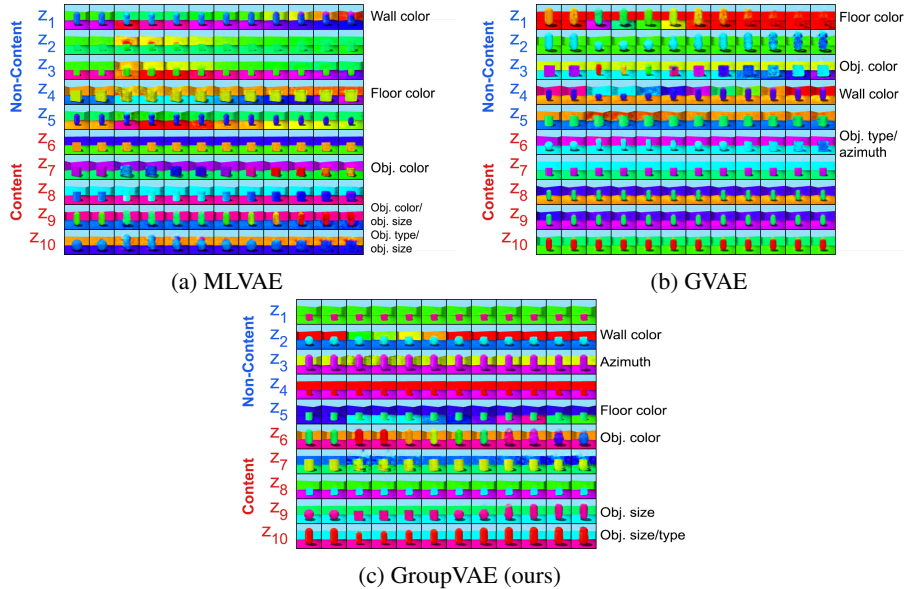 Non-Content
Content
Z1
Z2
Z3
Z4
Z5
Z6
Z7
Z8
Z9
Z10
Wall color
Floor color
Obj. color
Obj. color/
obj. size
Obj. type/
obj. size
(a) MLVAE
Non-Content
Content
Z1
Z2
Z3
Z4
Z5
Z6
Z7
Z8
Z9
Z10
Floor color
Obj. color
Wall color
Obj. type/
azimuth
(b) GVAE
Non-Content
Content
Z1
Z2
Z3
Z4
Z5
Z6
Z7
Z8
Z9
Z10
Wall color
Azimuth
Floor color
Obj. color
Obj. size
Obj. size/type
(c) GroupVAE (ours)